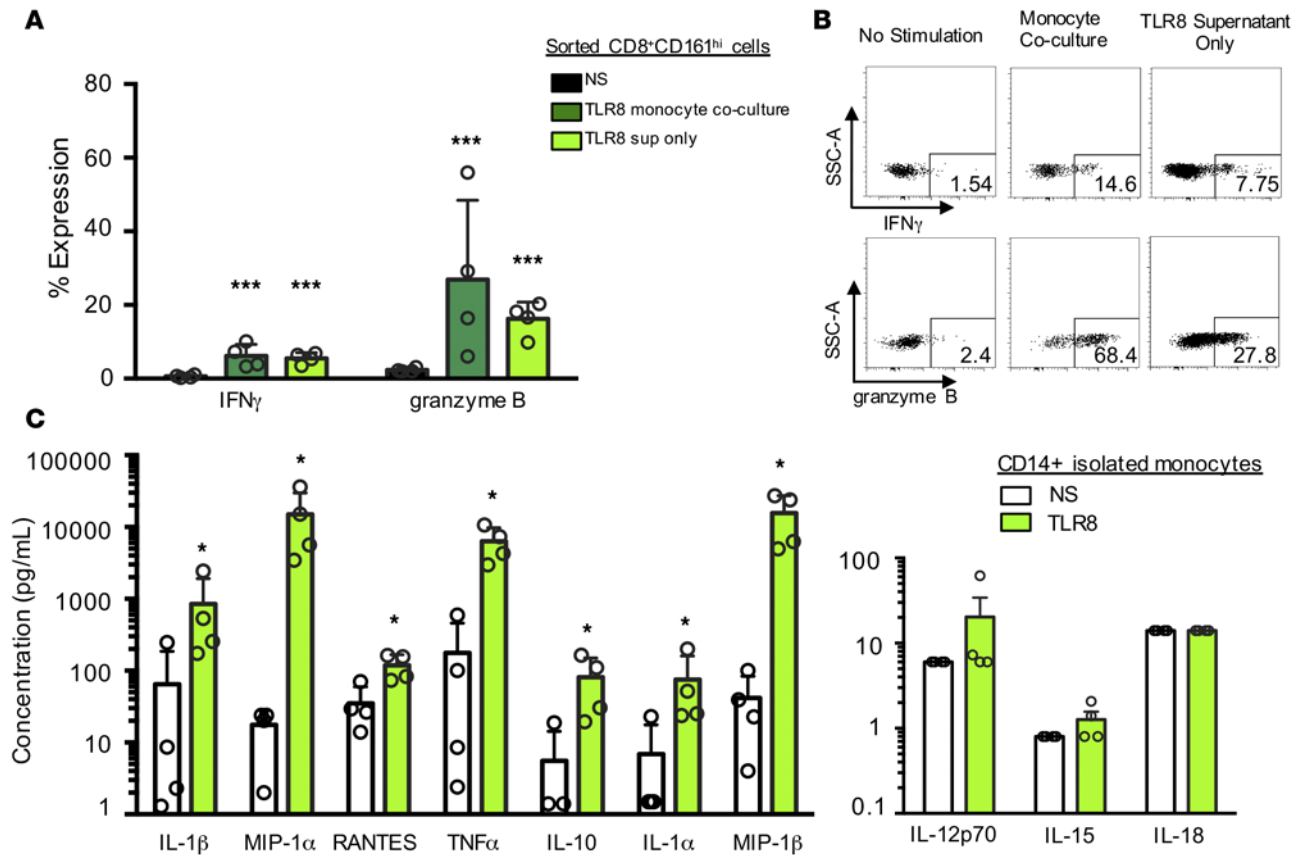 A
Sorted CD8+CD161hi cells
NS
TLR8 monocyte co-culture
TLR8 sup only
% Expression
80
60
40
20
0
***
***
***
***
IFNγ
granzyme B
B
No Stimulation
Monocyte
Co-culture
TLR8 Supernatant
Only
SSC-A
1.54
14.6
7.75
IFNγ
SSC-A
2.4
68.4
27.8
granzyme B
C
Concentration (pg/mL)
100000
10000
1000
100
10
1
*
*
*
*
*
*
*
IL-1β
MIP-1α
RANTES
TNFα
IL-10
IL-1α
MIP-1β
CD14+ isolated monocytes
NS
TLR8
100
10
1
0.1
IL-12p70
IL-15
IL-18